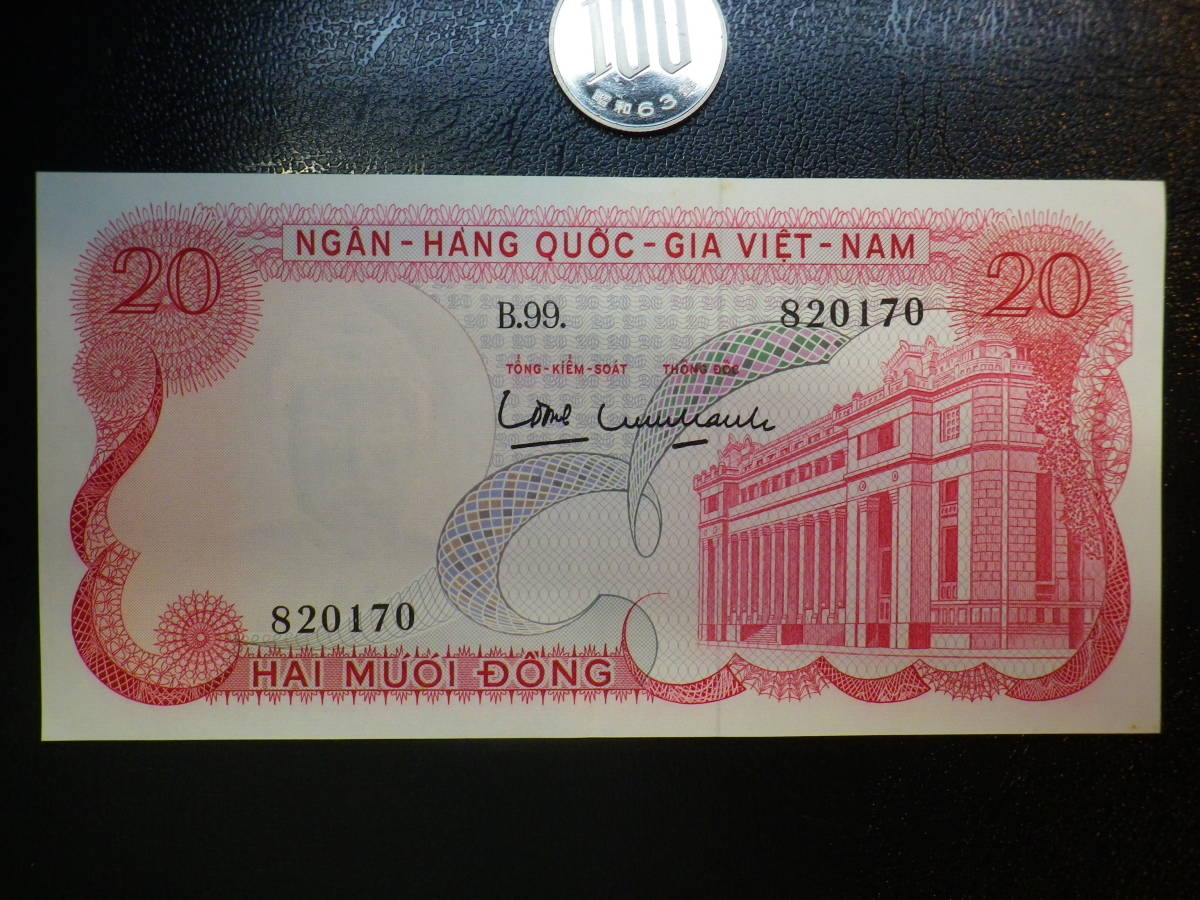 100
昭和63年
NGÂN - HÀNG QUỐC - GIA VIỆT - NAM
20
20
B.99.
820170
TỔNG - KIỂM - SOÁT THỐNG ĐỐC
820170
HAI MƯƠI ĐỒNG